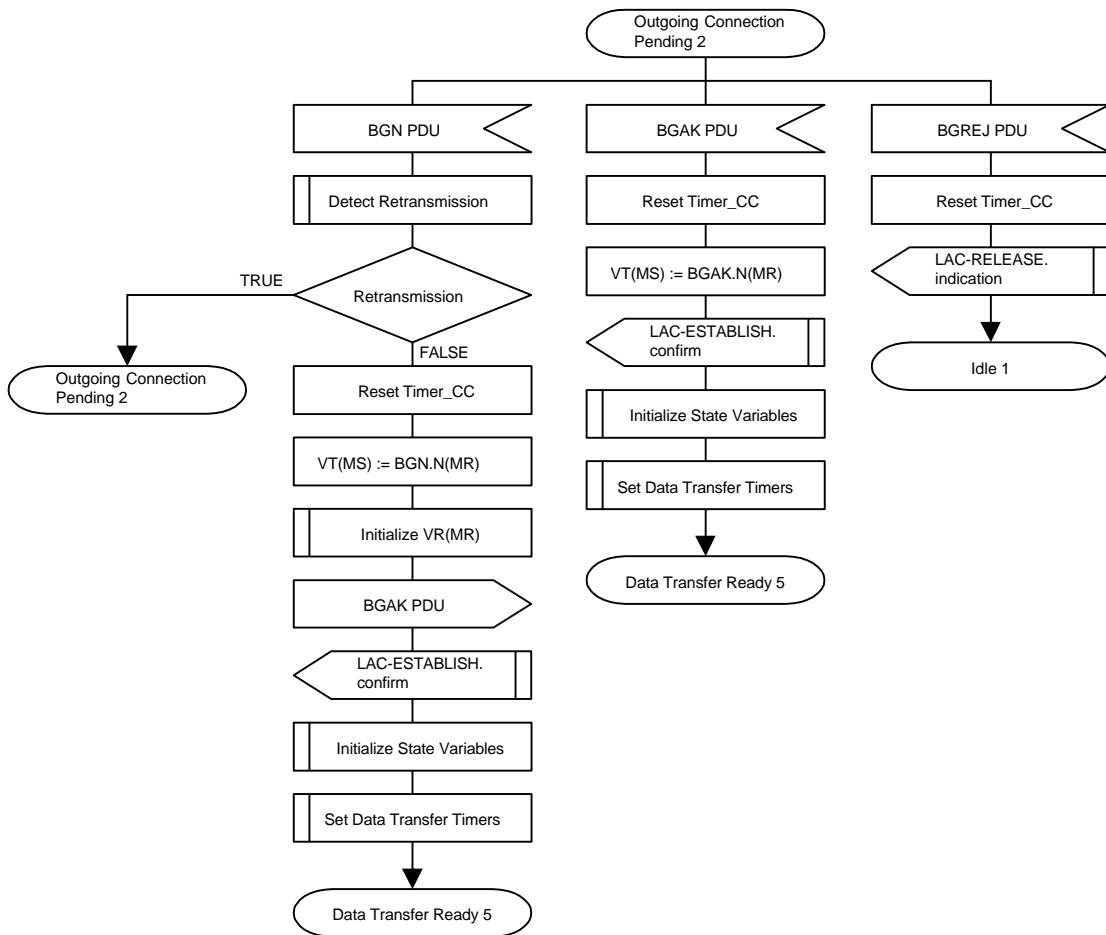 Outgoing Connection
Pending 2
BGN PDU
Detect Retransmission
Retransmission
TRUE
Outgoing Connection
Pending 2
FALSE
Reset Timer_CC
VT(MS) := BGN.N(MR)
Initialize VR(MR)
BGAK PDU
LAC-ESTABLISH.
confirm
Initialize State Variables
Set Data Transfer Timers
Data Transfer Ready 5
BGAK PDU
Reset Timer_CC
VT(MS) := BGAK.N(MR)
LAC-ESTABLISH.
confirm
Initialize State Variables
Set Data Transfer Timers
Data Transfer Ready 5
BGREJ PDU
Reset Timer_CC
LAC-RELEASE.
indication
Idle 1